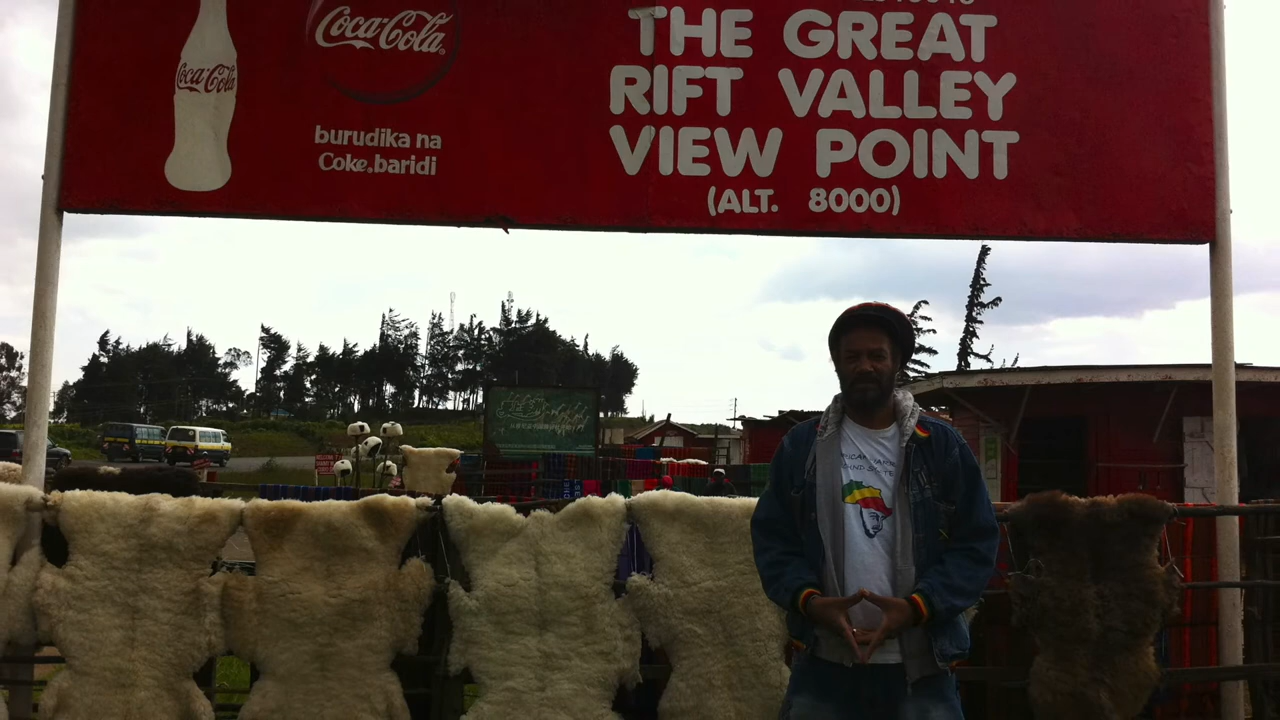 Coca-Cola
Coca-Cola
burudika na
Coke baridi
THE GREAT
RIFT VALLEY
VIEW POINT
(ALT. 8000)